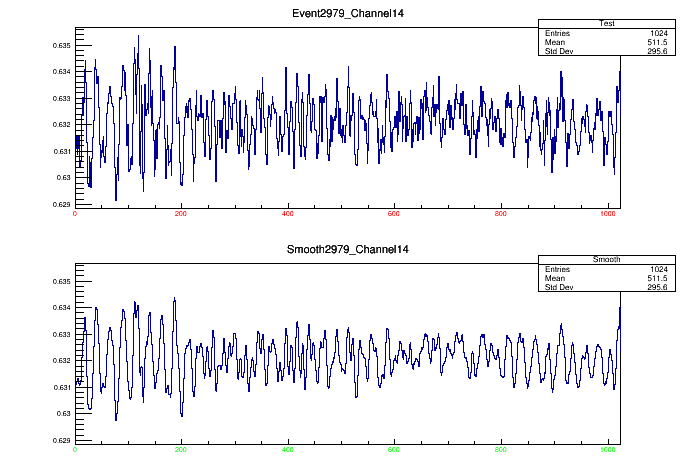 Event2979_Channel14
Test
Entries 1024
Mean 511.5
Std Dev 295.6
0.635
0.634
0.633
0.632
0.631
0.63
0.629
0 200 400 600 800 1000
Smooth2979_Channel14
Smooth
Entries 1024
Mean 511.5
Std Dev 295.6
0.635
0.634
0.633
0.632
0.631
0.63
0.629
0 200 400 600 800 1000